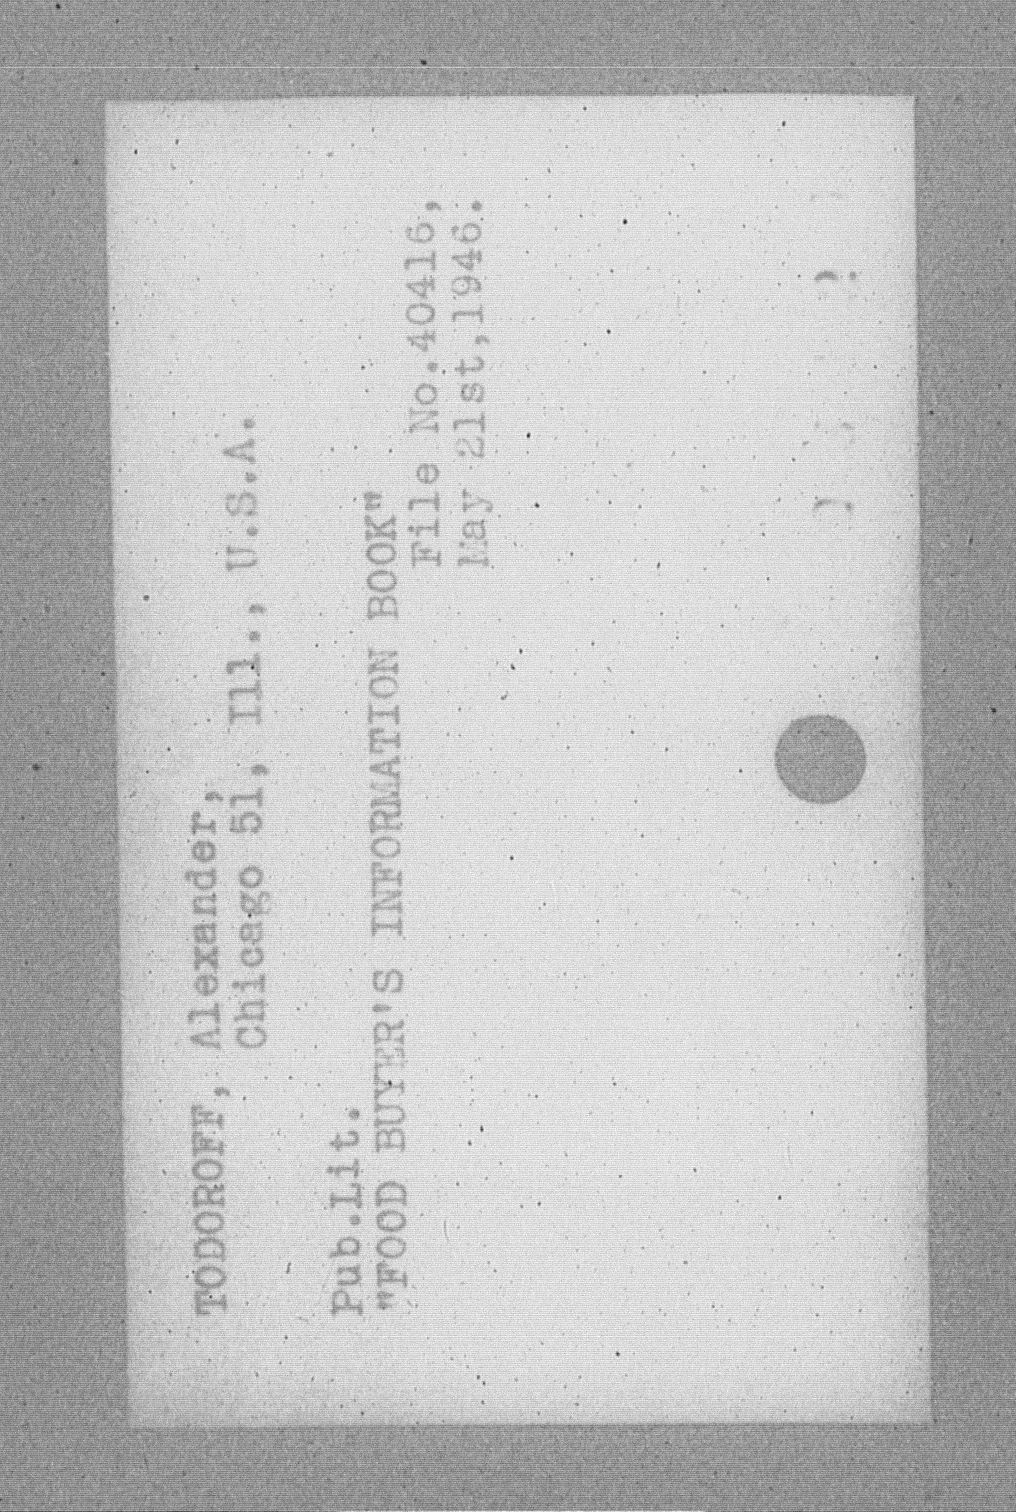 TODOROFF, Alexander,
Chicago 51, Ill., U.S.A.
Pub.Lit.
"FOOD BUYER'S INFORMATION BOOK"
File No.40416,
May 21st,1946.